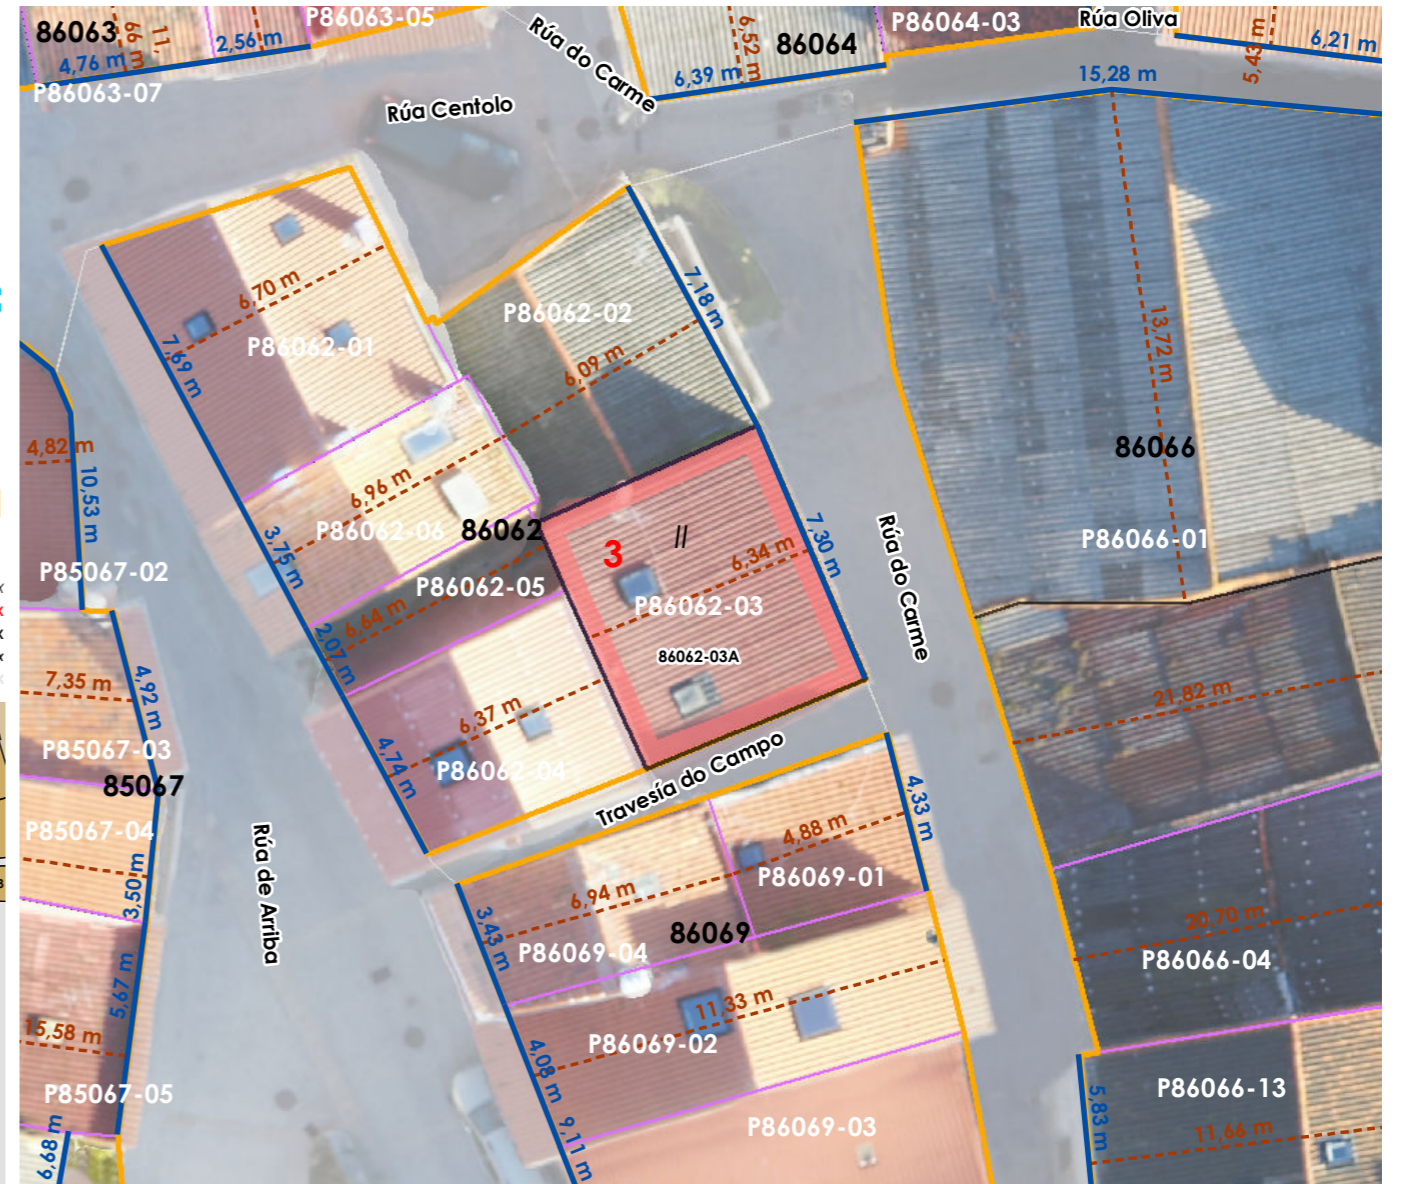 P86063-05
86063
11,
66 m
2,56 m
4,76 m
P86063-07
Rúa do Carme
6,52 m
86064
P86064-03
6,39 m
Rúa Oliva
5,43 m
6,21 m
15,28 m
Rúa Centolo
6,70 m
P86062-01
7,69 m
P86062-02
7,18 m
6,09 m
13,72 m
86066
P86066-01
4,82 m
10,53 m
P85067-02
6,96 m
P86062-06
3,75 m
86062
P86062-05
6,64 m
2,07 m
3
//
6,34 m
7,30 m
P86062-03
86062-03A
Rúa do Carme
7,35 m
4,92 m
P85067-03
85067
P85067-04
3,50 m
6,37 m
P86062-04
4,74 m
Travesía do Campo
21,82 m
4,33 m
4,88 m
P86069-01
6,94 m
86069
P86069-04
3,43 m
Rúa de Arriba
20,70 m
P86066-04
5,67 m
15,58 m
P85067-05
6,68 m
11,33 m
P86069-02
4,08 m
9,11 m
P86069-03
P86066-13
5,83 m
11,66 m